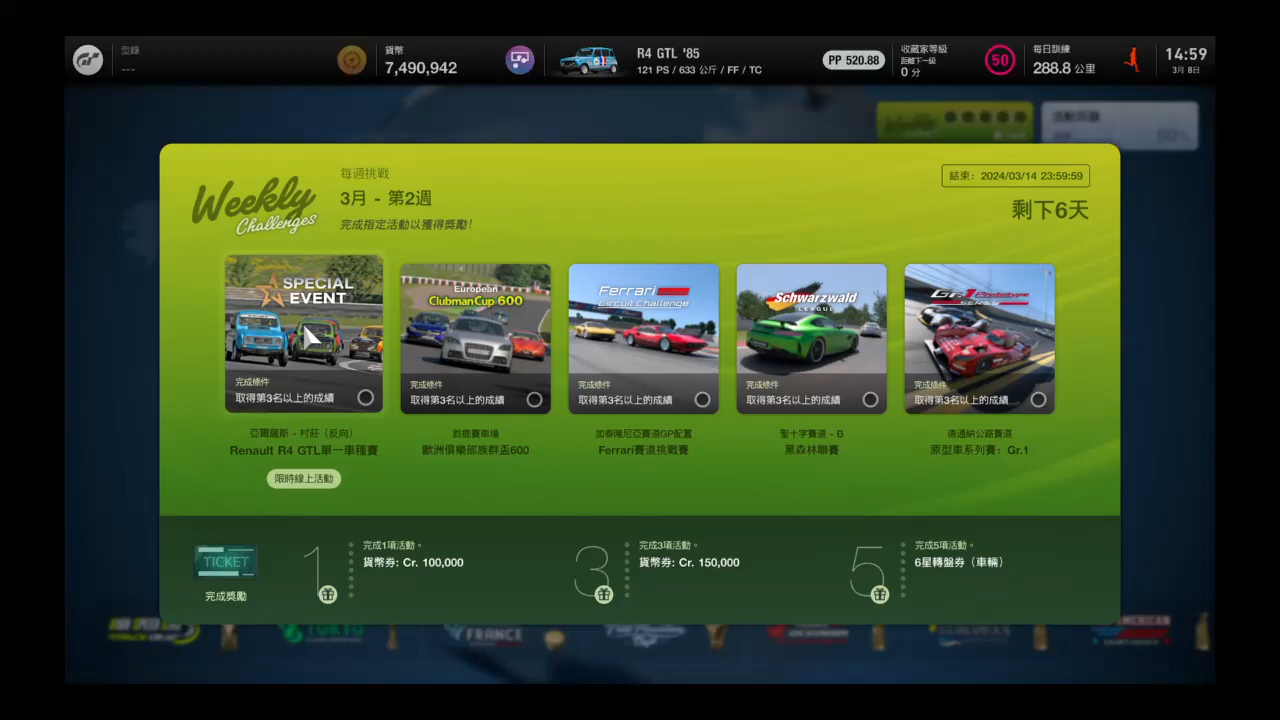 型錄
---
貨幣
7,490,942
R4 GTL '85
121 PS / 633 公斤 / FF / TC
PP 520.88
收藏家等級
距離下一級
0 分
50
每日訓練
288.8 公里
14:59
3月 8日
Weekly
Challenges
每週挑戰
3月 - 第2週
完成指定活動以獲得獎勵！
結束： 2024/03/14 23:59:59
剩下6天
SPECIAL
EVENT
完成條件
取得第3名以上的成績
亞爾薩斯 - 村莊（反向）
Renault R4 GTL單一車種賽
限時線上活動
European
Clubman Cup 600
完成條件
取得第3名以上的成績
鈴鹿賽車場
歐洲俱樂部族群盃600
Ferrari
Circuit Challenge
完成條件
取得第3名以上的成績
加泰隆尼亞賽道GP配置
Ferrari賽道挑戰賽
Schwarzwald
LEAGUE
完成條件
取得第3名以上的成績
聖十字賽道 - B
黑森林聯賽
Gr.1 Prototype
SERIES
完成條件
取得第3名以上的成績
德通納公路賽道
原型車系列賽：Gr.1
TICKET
完成獎勵
1
完成1項活動。
貨幣券: Cr. 100,000
3
完成3項活動。
貨幣券: Cr. 150,000
5
完成5項活動。
6星轉盤券（車輛）
TOKYO
FRANCE
AMERICAN